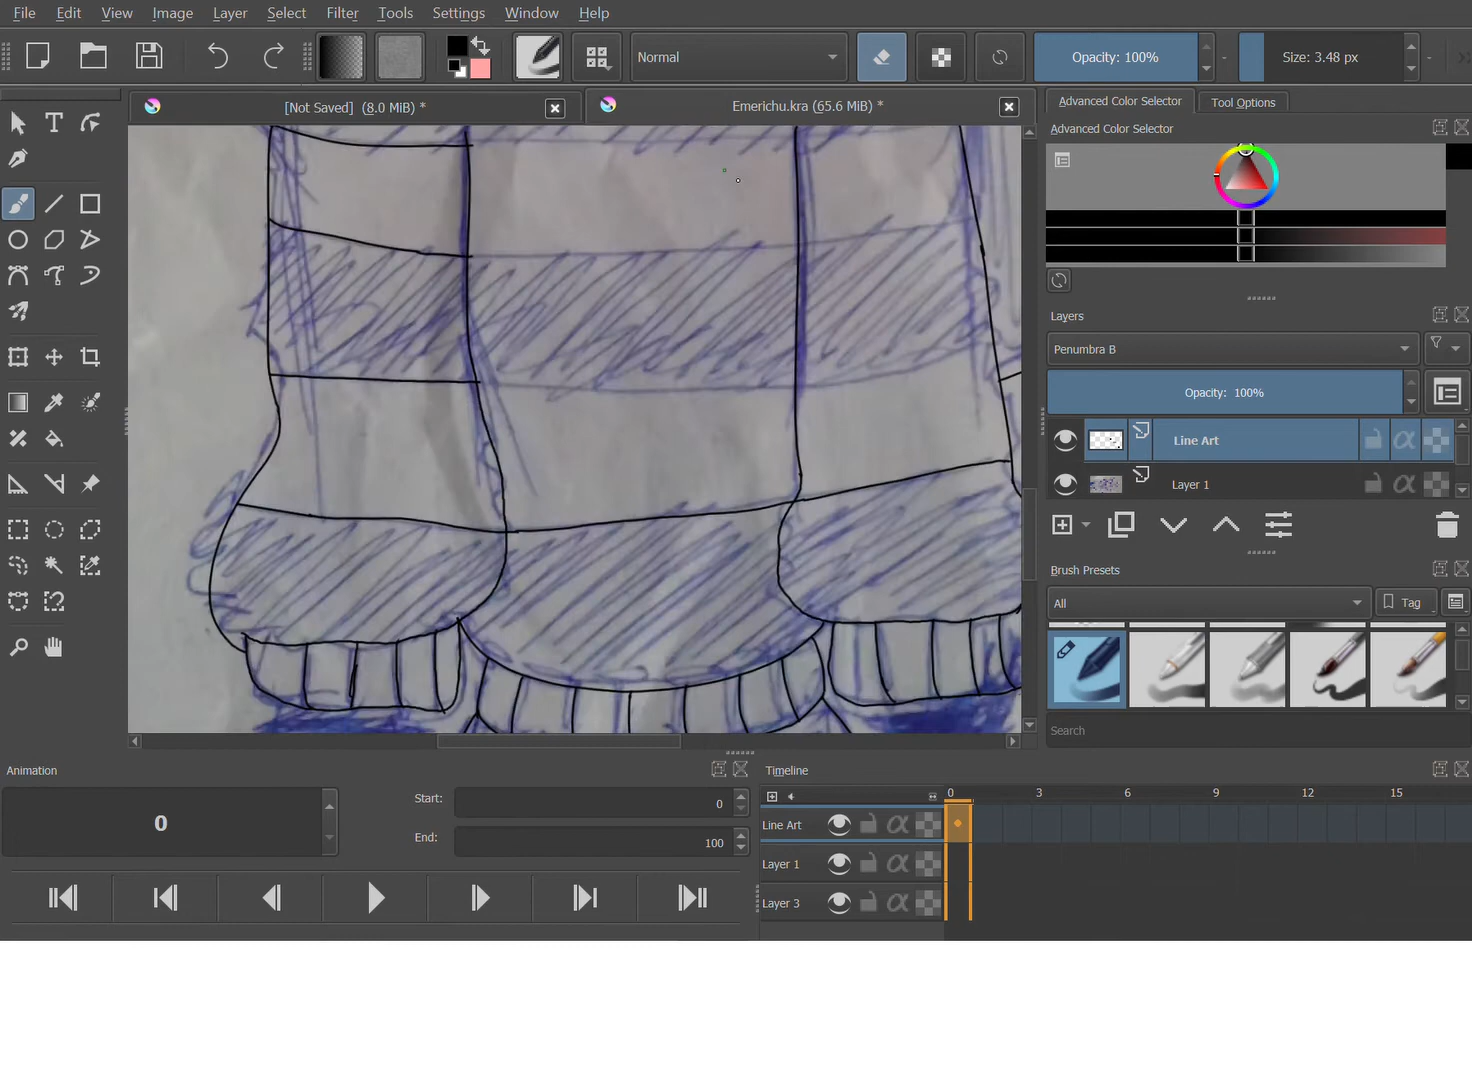 File Edit View Image Layer Select Filter Tools Settings Window Help
Normal
Opacity: 100%
Size: 3.48 px
[Not Saved] (8.0 MiB) *
Emerichu.kra (65.6 MiB) *
Advanced Color Selector
Tool Options
Advanced Color Selector
Layers
Penumbra B
Opacity: 100%
Line Art
Layer 1
Brush Presets
All
Tag
Search
Animation
0
Start:
0
End:
100
Timeline
0 3 6 9 12 15
Line Art
Layer 1
Layer 3